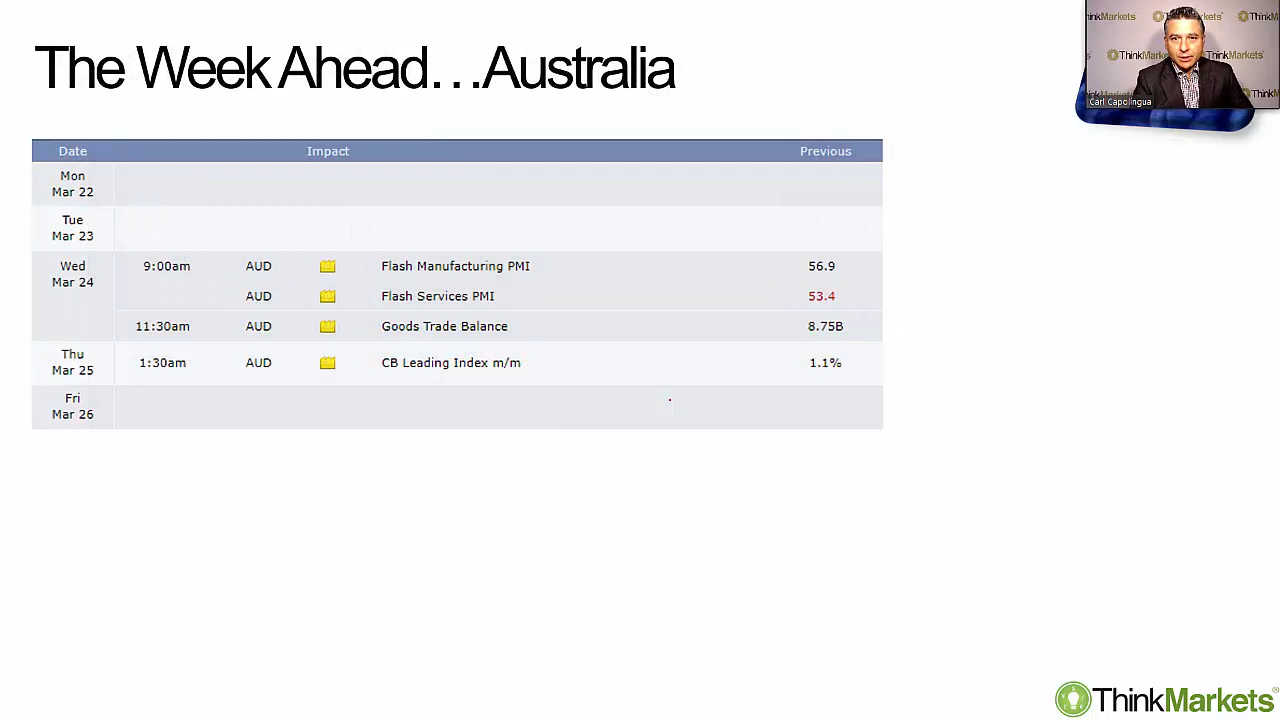 The Week Ahead…Australia
ThinkMarkets
Carl Capolingua
Date Impact Previous
Mon
Mar 22
Tue
Mar 23
Wed
Mar 24
9:00am AUD Flash Manufacturing PMI 56.9
AUD Flash Services PMI 53.4
11:30am AUD Goods Trade Balance 8.75B
Thu
Mar 25
1:30am AUD CB Leading Index m/m 1.1%
Fri
Mar 26
ThinkMarkets®